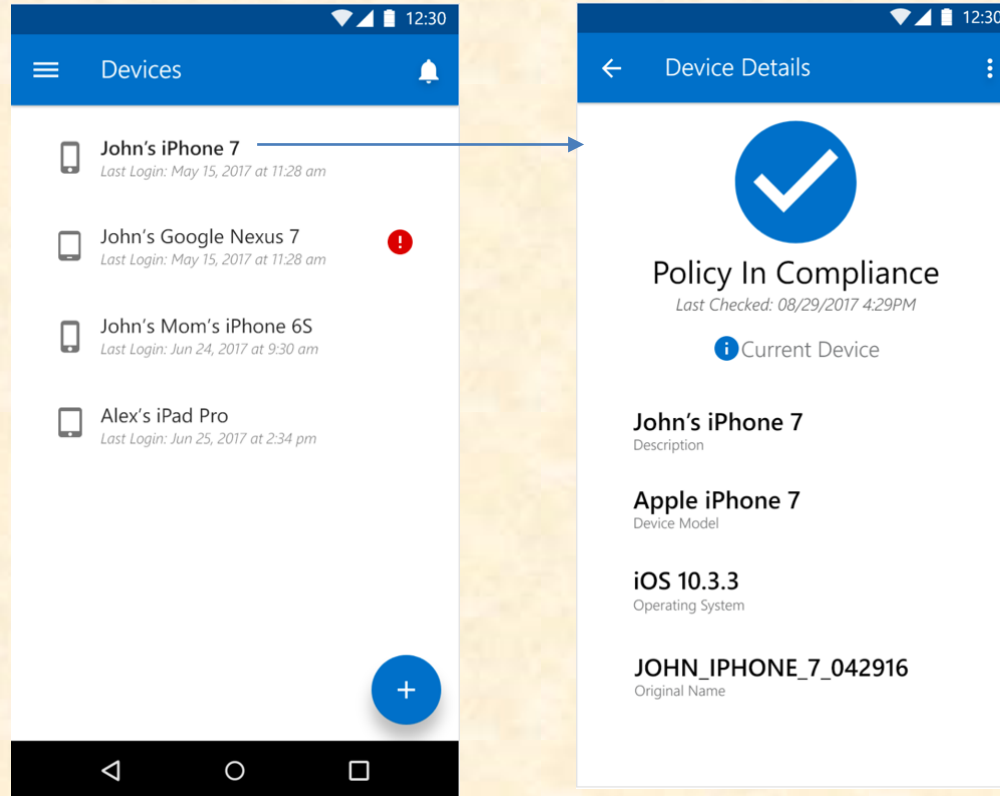 12:30
Devices
John's iPhone 7
Last Login: May 15, 2017 at 11:28 am
John's Google Nexus 7
Last Login: May 15, 2017 at 11:28 am
John's Mom's iPhone 6S
Last Login: Jun 24, 2017 at 9:30 am
Alex's iPad Pro
Last Login: Jun 25, 2017 at 2:34 pm
12:30
Device Details
Policy In Compliance
Last Checked: 08/29/2017 4:29PM
Current Device
John's iPhone 7
Description
Apple iPhone 7
Device Model
iOS 10.3.3
Operating System
JOHN_IPHONE_7_042916
Original Name